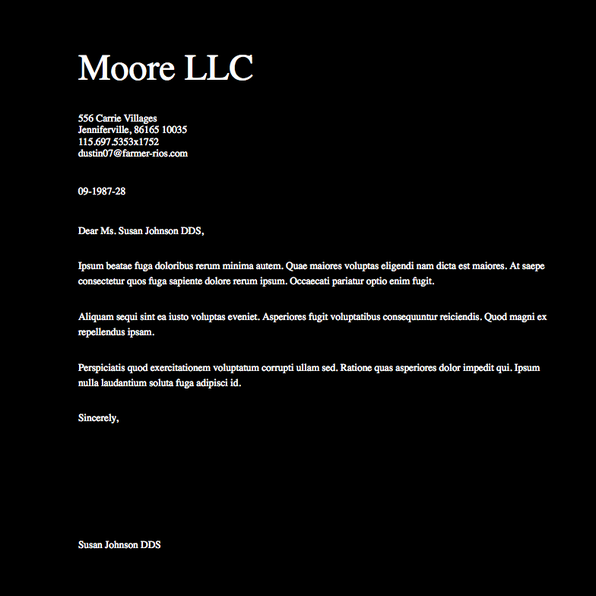 Moore LLC
556 Carrie Villages
Jenniferville, 86165 10035
115.697.5353x1752
dustin07@farmer-rios.com
09-1987-28
Dear Ms. Susan Johnson DDS,
Ipsum beatae fuga doloribus rerum minima autem. Quae maiores voluptas eligendi nam dicta est maiores. At saepe
consectetur quos fuga sapiente dolore rerum ipsum. Occaecati pariatur optio enim fugit.
Aliquam sequi sint ea iusto voluptas eveniet. Asperiores fugit voluptatibus consequuntur reiciendis. Quod magni ex
repellendus ipsam.
Perspiciatis quod exercitationem voluptatum corrupti ullam sed. Ratione quas asperiores dolor impedit qui. Ipsum
nulla laudantium soluta fuga adipisci id.
Sincerely,
Susan Johnson DDS